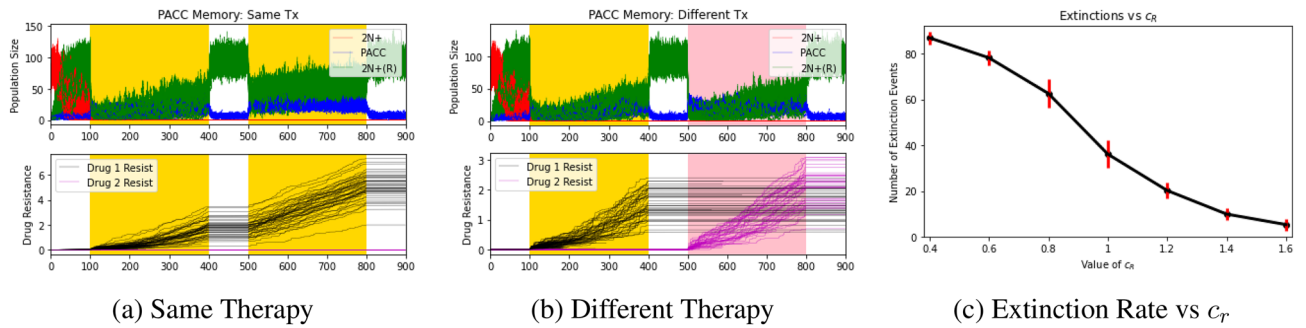 PACC Memory: Same Tx
Population Size
150
100
50
0
2N+
PACC
2N+(R)
0 100 200 300 400 500 600 700 800 900
Drug Resistance
6
4
2
0
Drug 1 Resist
Drug 2 Resist
0 100 200 300 400 500 600 700 800 900
(a) Same Therapy
PACC Memory: Different Tx
Population Size
150
100
50
0
2N+
PACC
2N+(R)
0 100 200 300 400 500 600 700 800 900
Drug Resistance
3
2
1
0
Drug 1 Resist
Drug 2 Resist
0 100 200 300 400 500 600 700 800 900
(b) Different Therapy
Extinctions vs c_R
Number of Extinction Events
80
60
40
20
0
0.4 0.6 0.8 1 1.2 1.4 1.6
Value of c_R
(c) Extinction Rate vs c_r